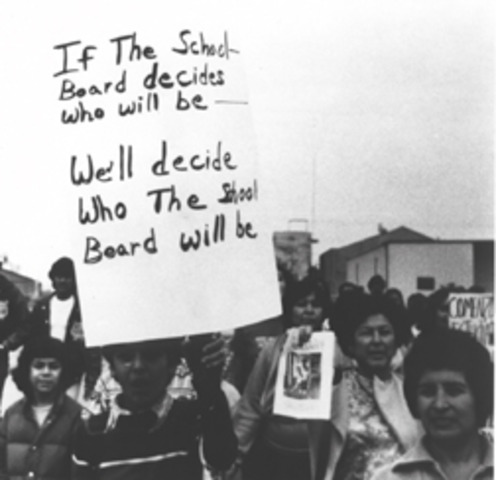 If The School
Board decides
who will be —
We'll decide
Who The School
Board will be